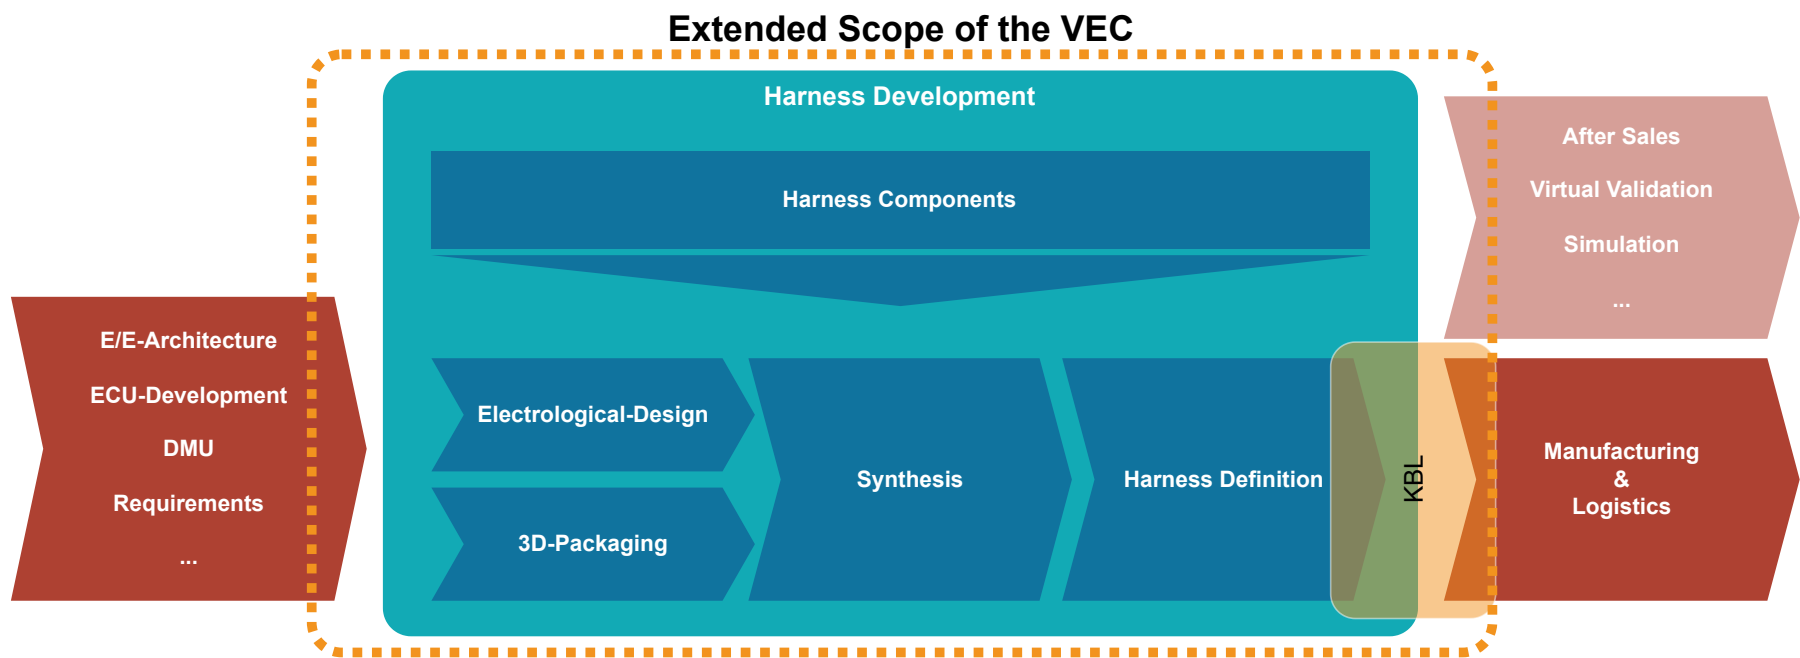 Extended Scope of the VEC
Harness Development
Harness Components
E/E-Architecture
ECU-Development
DMU
Requirements
...
Electrological-Design
3D-Packaging
Synthesis
Harness Definition
KBL
After Sales
Virtual Validation
Simulation
...
Manufacturing
&
Logistics